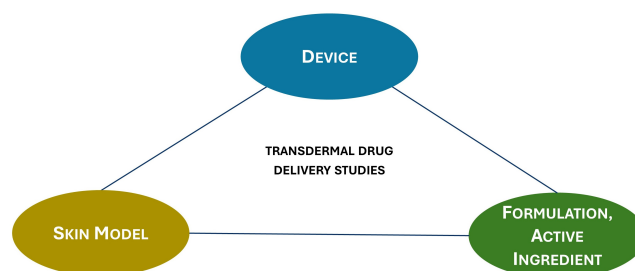 DEVICE
TRANSDERMAL DRUG
DELIVERY STUDIES
SKIN MODEL
FORMULATION,
ACTIVE
INGREDIENT